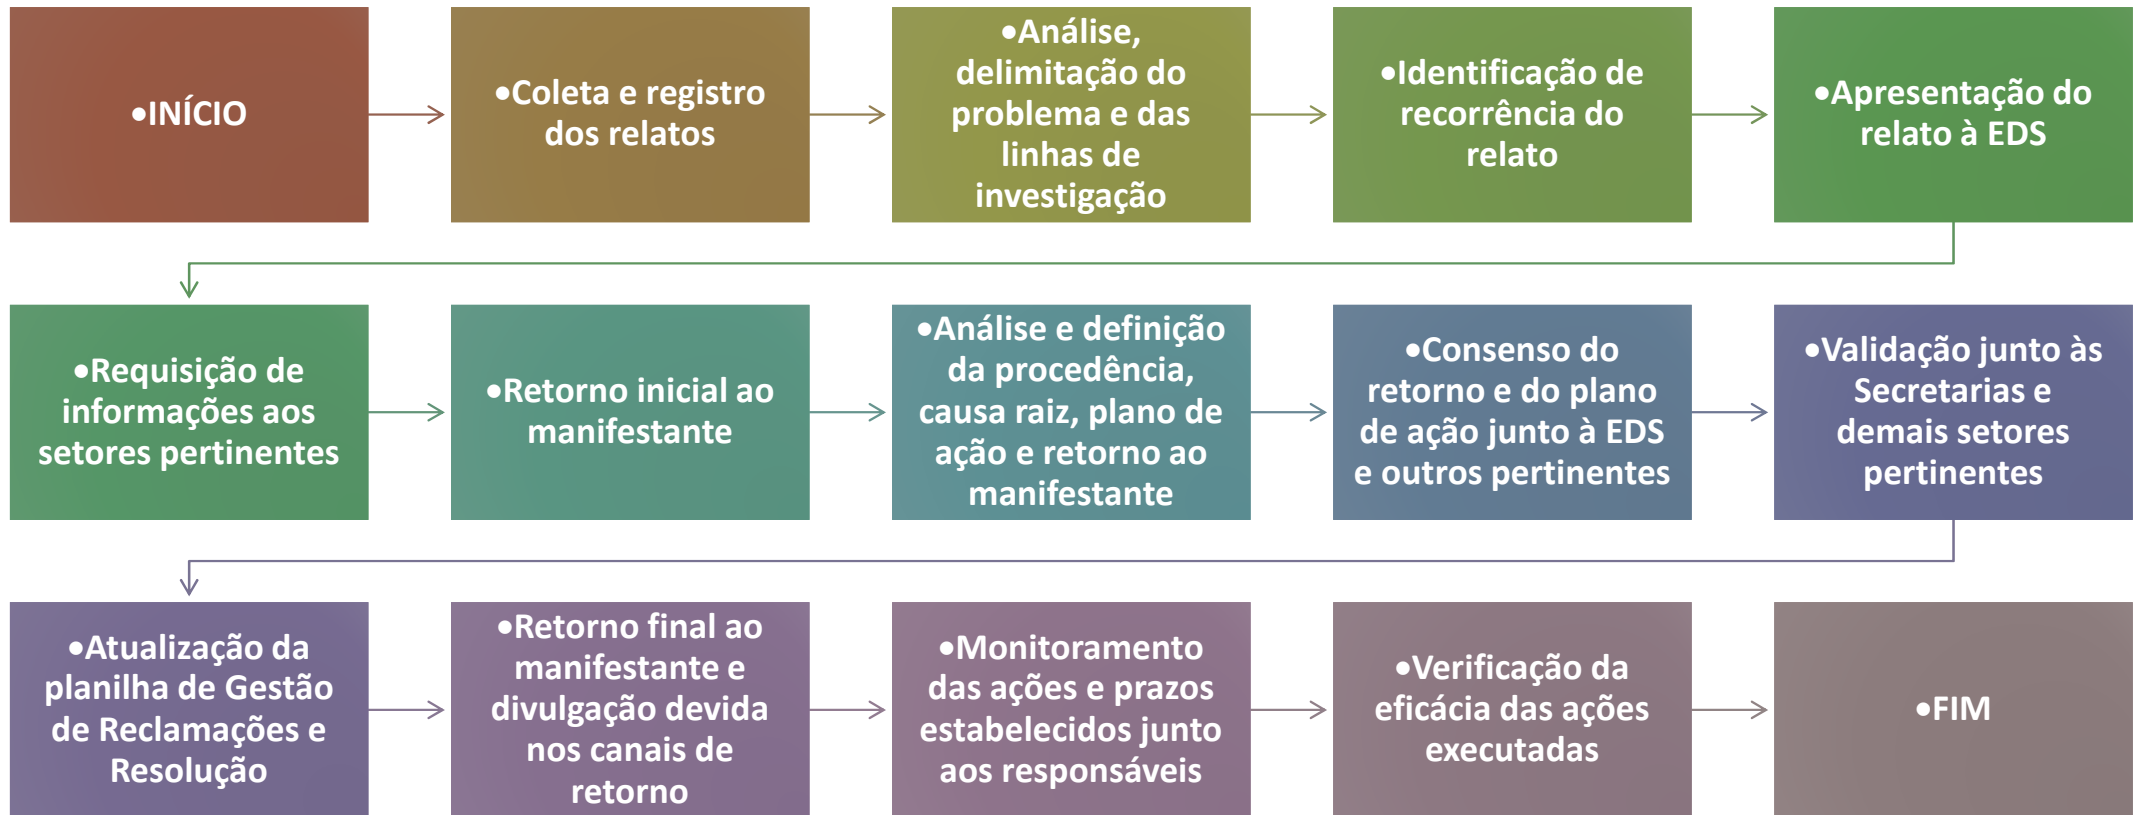 •INÍCIO
•Coleta e registro
dos relatos
•Análise,
delimitação do
problema e das
linhas de
investigação
•Identificação de
recorrência do
relato
•Apresentação do
relato à EDS
•Requisição de
informações aos
setores pertinentes
•Retorno inicial ao
manifestante
•Análise e definição
da procedência,
causa raiz, plano de
ação e retorno ao
manifestante
•Consenso do
retorno e do plano
de ação junto à EDS
e outros pertinentes
•Validação junto às
Secretarias e
demais setores
pertinentes
•Atualização da
planilha de Gestão
de Reclamações e
Resolução
•Retorno final ao
manifestante e
divulgação devida
nos canais de
retorno
•Monitoramento
das ações e prazos
estabelecidos junto
aos responsáveis
•Verificação da
eficácia das ações
executadas
•FIM